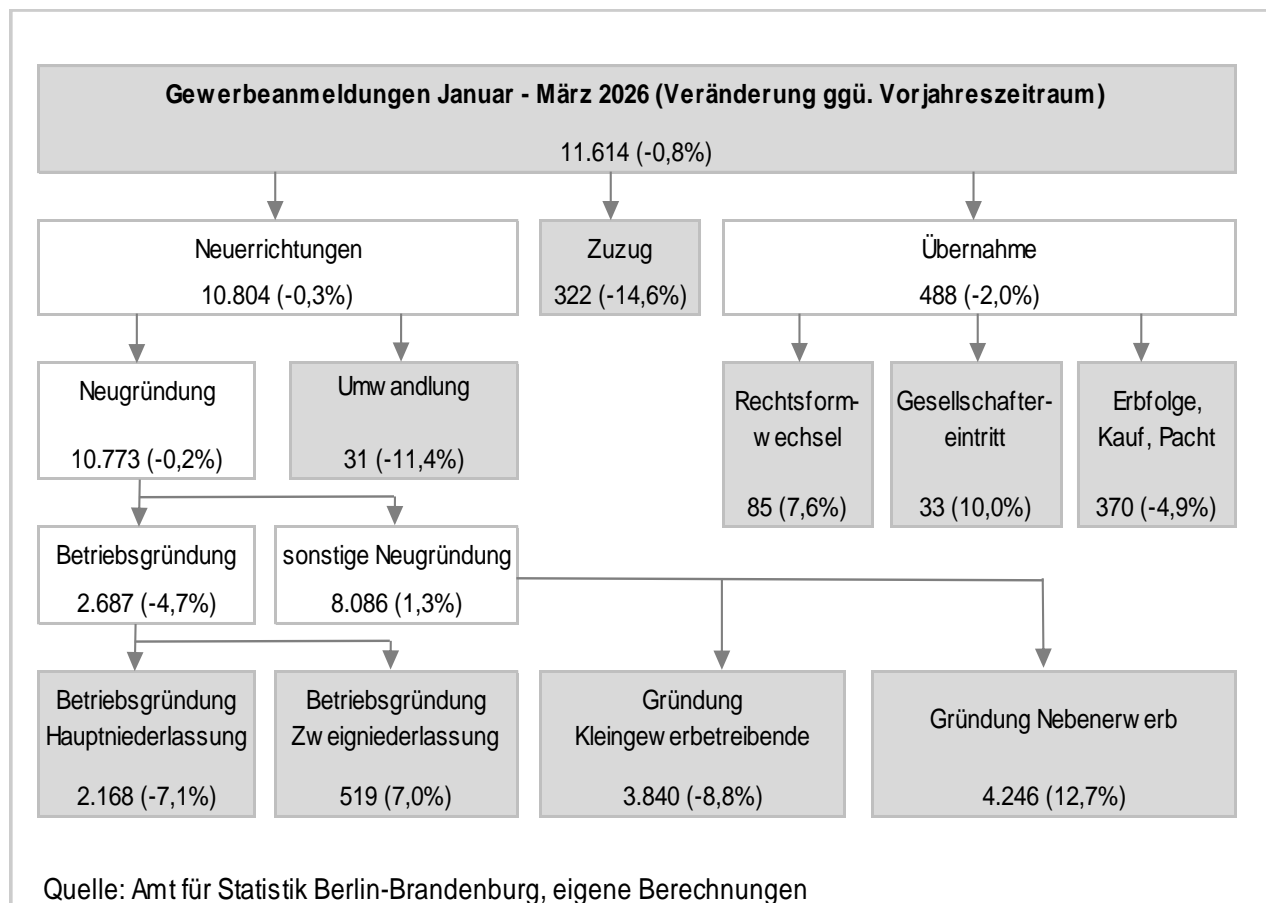 Gewerbeanmeldungen Januar - März 2026 (Veränderung ggü. Vorjahreszeitraum)
11.614 (-0,8%)
Neuerrichtungen
10.804 (-0,3%)
Zuzug
322 (-14,6%)
Übernahme
488 (-2,0%)
Neugründung
10.773 (-0,2%)
Umwandlung
31 (-11,4%)
Rechtsform-
wechsel
85 (7,6%)
Gesellschafter-
eintritt
33 (10,0%)
Erbfolge,
Kauf, Pacht
370 (-4,9%)
Betriebsgründung
2.687 (-4,7%)
sonstige Neugründung
8.086 (1,3%)
Betriebsgründung
Hauptniederlassung
2.168 (-7,1%)
Betriebsgründung
Zweigniederlassung
519 (7,0%)
Gründung
Kleingewerbetreibende
3.840 (-8,8%)
Gründung Nebenerwerb
4.246 (12,7%)
Quelle: Amt für Statistik Berlin-Brandenburg, eigene Berechnungen